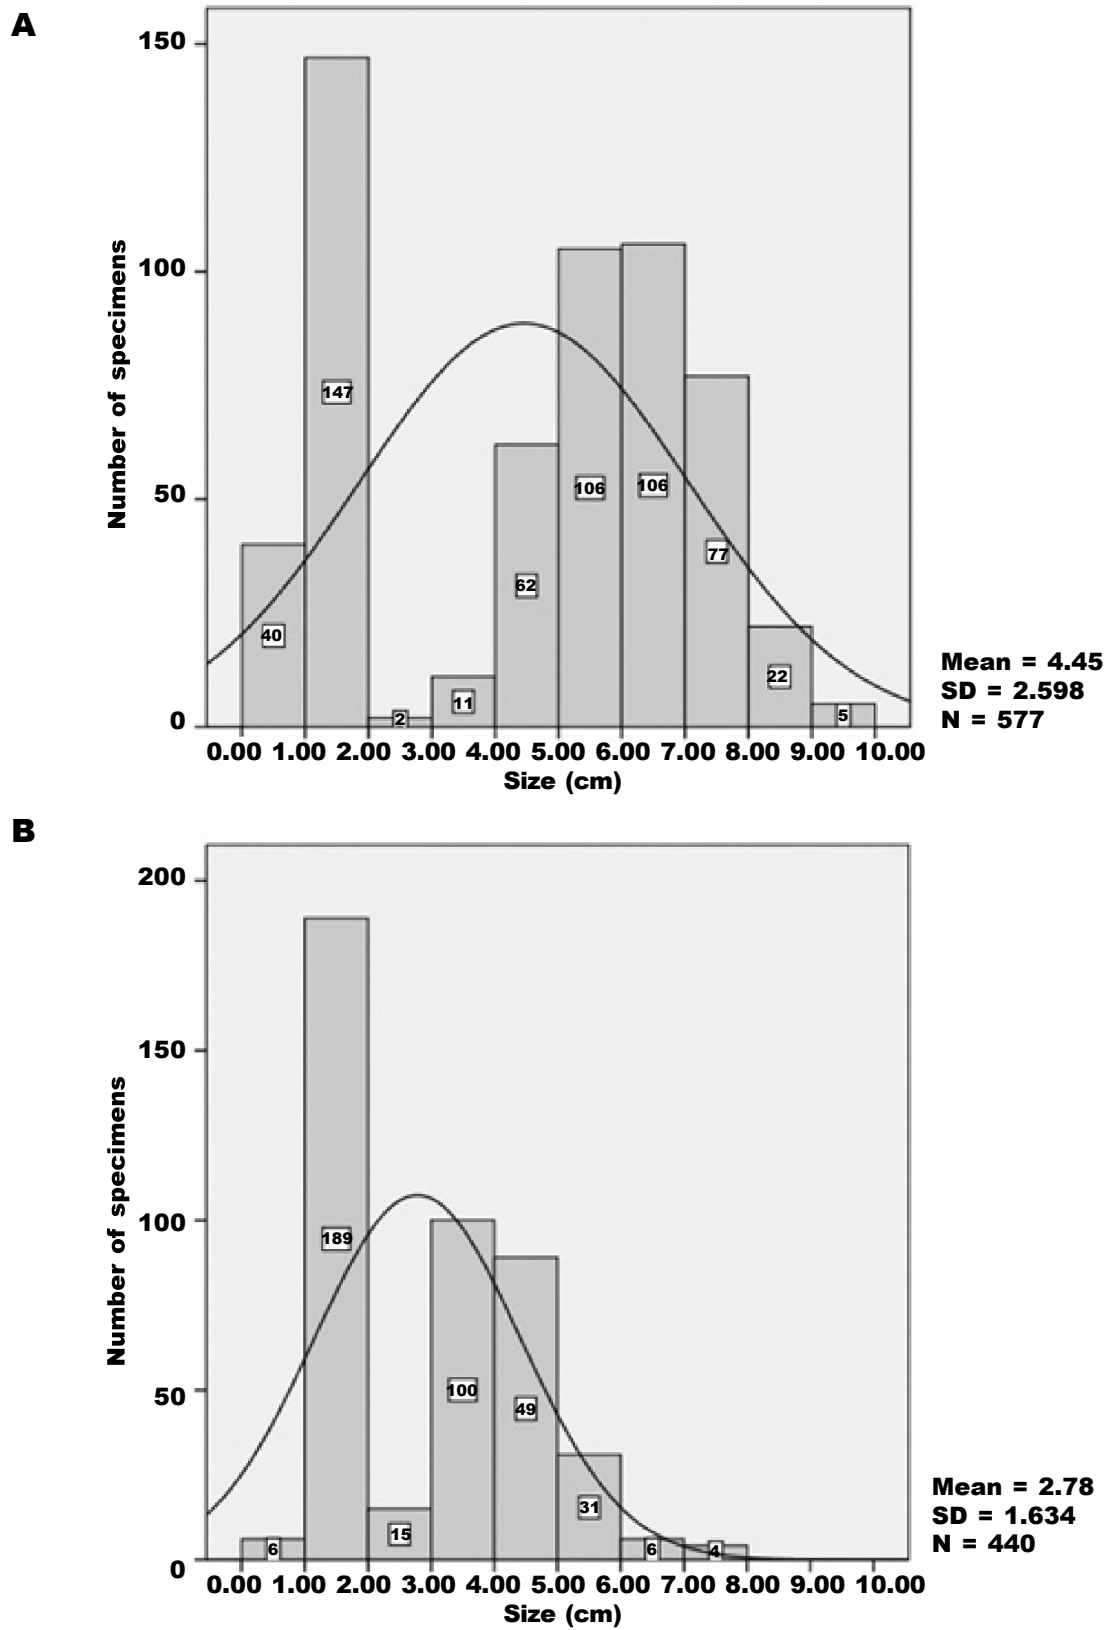 A
150
100
50
0
Number of specimens
147
106
106
77
62
40
22
11
5
2
0.00 1.00 2.00 3.00 4.00 5.00 6.00 7.00 8.00 9.00 10.00
Size (cm)
Mean = 4.45
SD = 2.598
N = 577
B
200
150
100
50
0
Number of specimens
189
100
49
31
15
6
6
4
0.00 1.00 2.00 3.00 4.00 5.00 6.00 7.00 8.00 9.00 10.00
Size (cm)
Mean = 2.78
SD = 1.634
N = 440